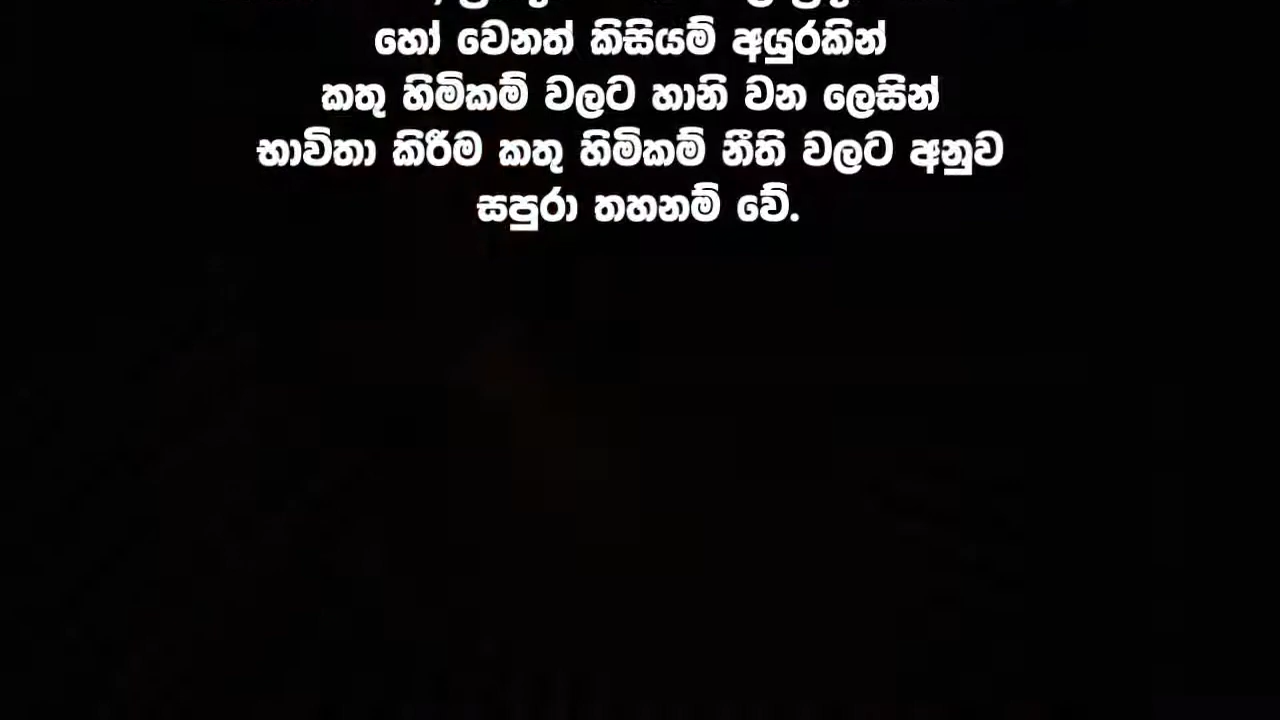 හෝ වෙනත් කිසියම් අයුරකින්
කතු හිමිකම් වලට හානි වන ලෙසින්
භාවිතා කිරීම කතු හිමිකම් නීති වලට අනුව
සපුරා තහනම් වේ.